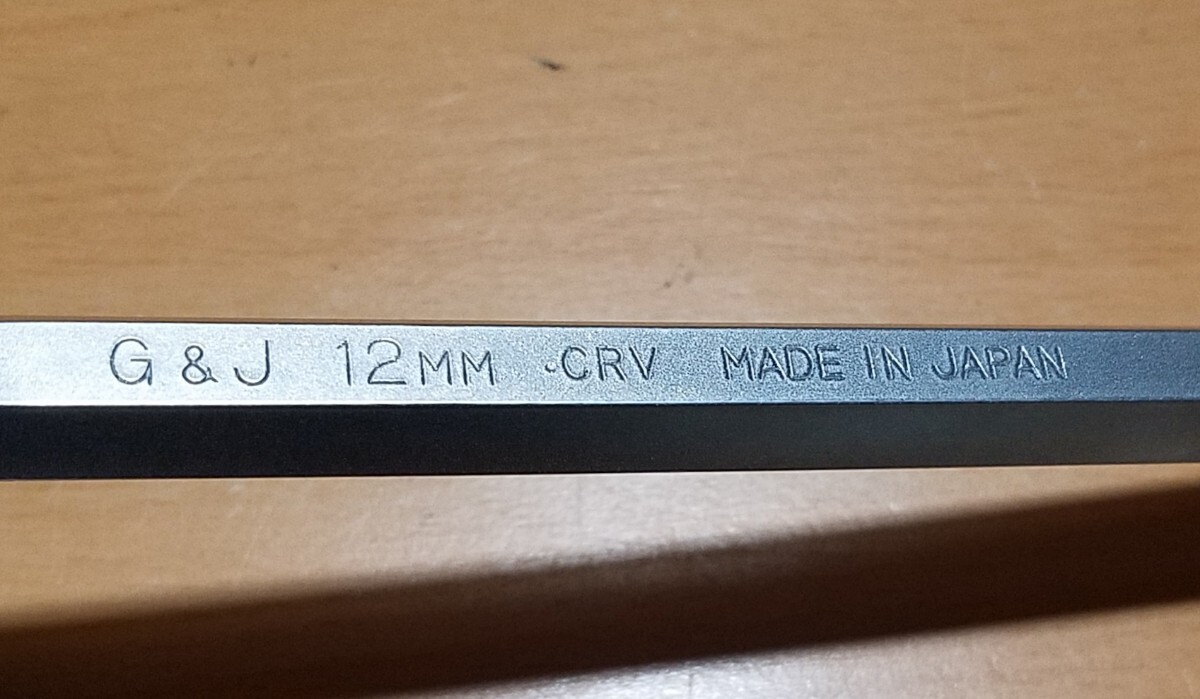 G & J 12MM CRV MADE IN JAPAN